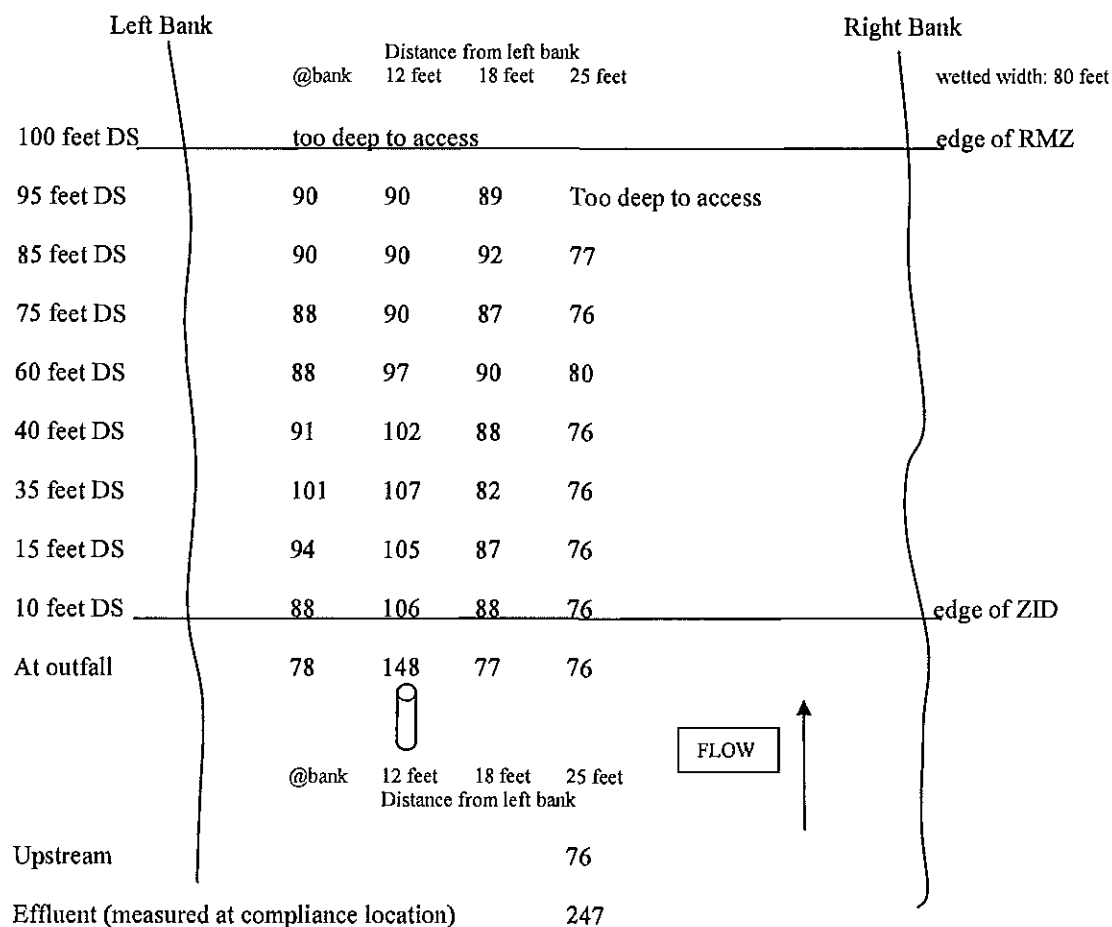 Left Bank Right Bank
Distance from left bank
@bank 12 feet 18 feet 25 feet wetted width: 80 feet
100 feet DS too deep to access edge of RMZ
95 feet DS 90 90 89 Too deep to access
85 feet DS 90 90 92 77
75 feet DS 88 90 87 76
60 feet DS 88 97 90 80
40 feet DS 91 102 88 76
35 feet DS 101 107 82 76
15 feet DS 94 105 87 76
10 feet DS 88 106 88 76 edge of ZID
At outfall 78 148 77 76
FLOW
@bank 12 feet 18 feet 25 feet
Distance from left bank
Upstream 76
Effluent (measured at compliance location) 247